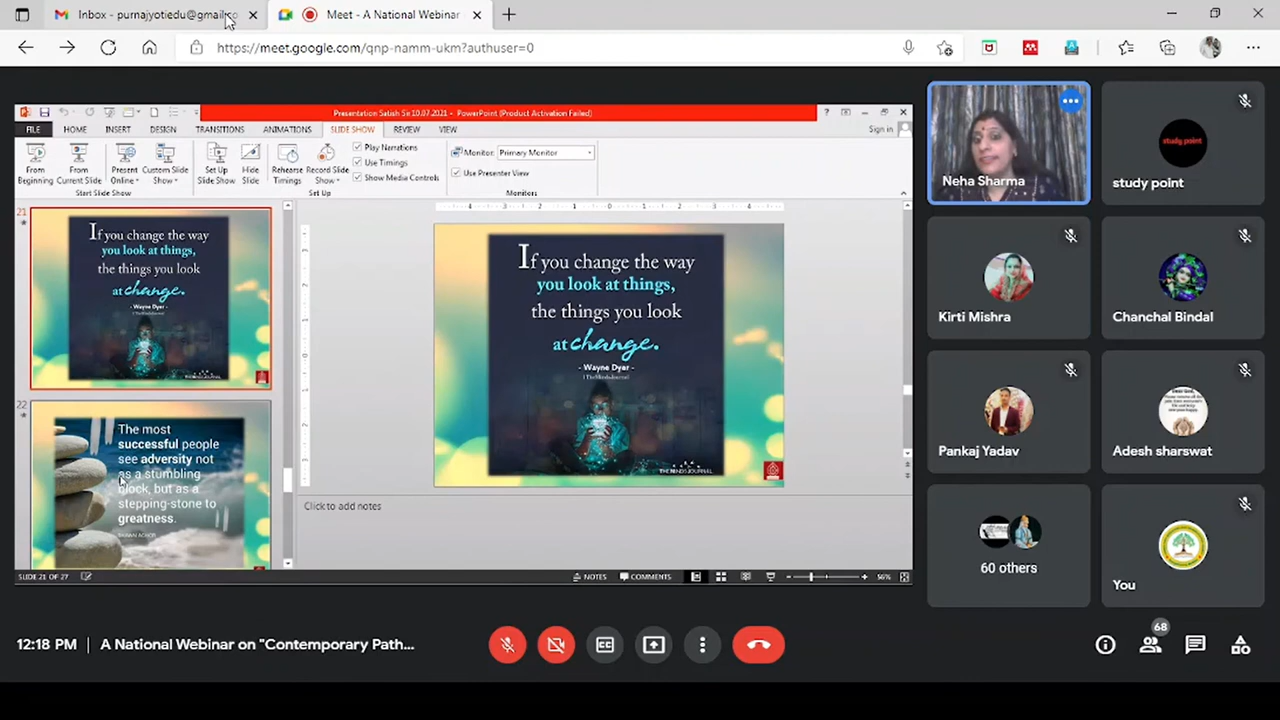 Inbox - purnajyotiedu@gmail.co
Meet - A National Webinar
https://meet.google.com/qnp-namm-ukm?authuser=0
Presentation Satish Sir 10.07.2021 - PowerPoint (Product Activation Failed)
FILE HOME INSERT DESIGN TRANSITIONS ANIMATIONS SLIDE SHOW REVIEW VIEW
Sign in
From Beginning
From Current Slide
Present Online
Custom Slide Show
Set Up Slide Show
Hide Slide
Rehearse Timings
Record Slide Show
Play Narrations
Use Timings
Show Media Controls
Monitor: Primary Monitor
Use Presenter View
Start Slide Show
Set Up
Monitors
21
If you change the way
you look at things,
the things you look
at change.
- Wayne Dyer -
22
The most
successful people
see adversity not
as a stumbling
block, but as a
stepping-stone to
greatness.
If you change the way
you look at things,
the things you look
at change.
- Wayne Dyer -
THEMINDSJOURNAL
Click to add notes
SLIDE 21 OF 27
NOTES
COMMENTS
56%
Neha Sharma
study point
study point
Kirti Mishra
Chanchal Bindal
Pankaj Yadav
Adesh sharswat
60 others
You
12:18 PM | A National Webinar on "Contemporary Path...
68